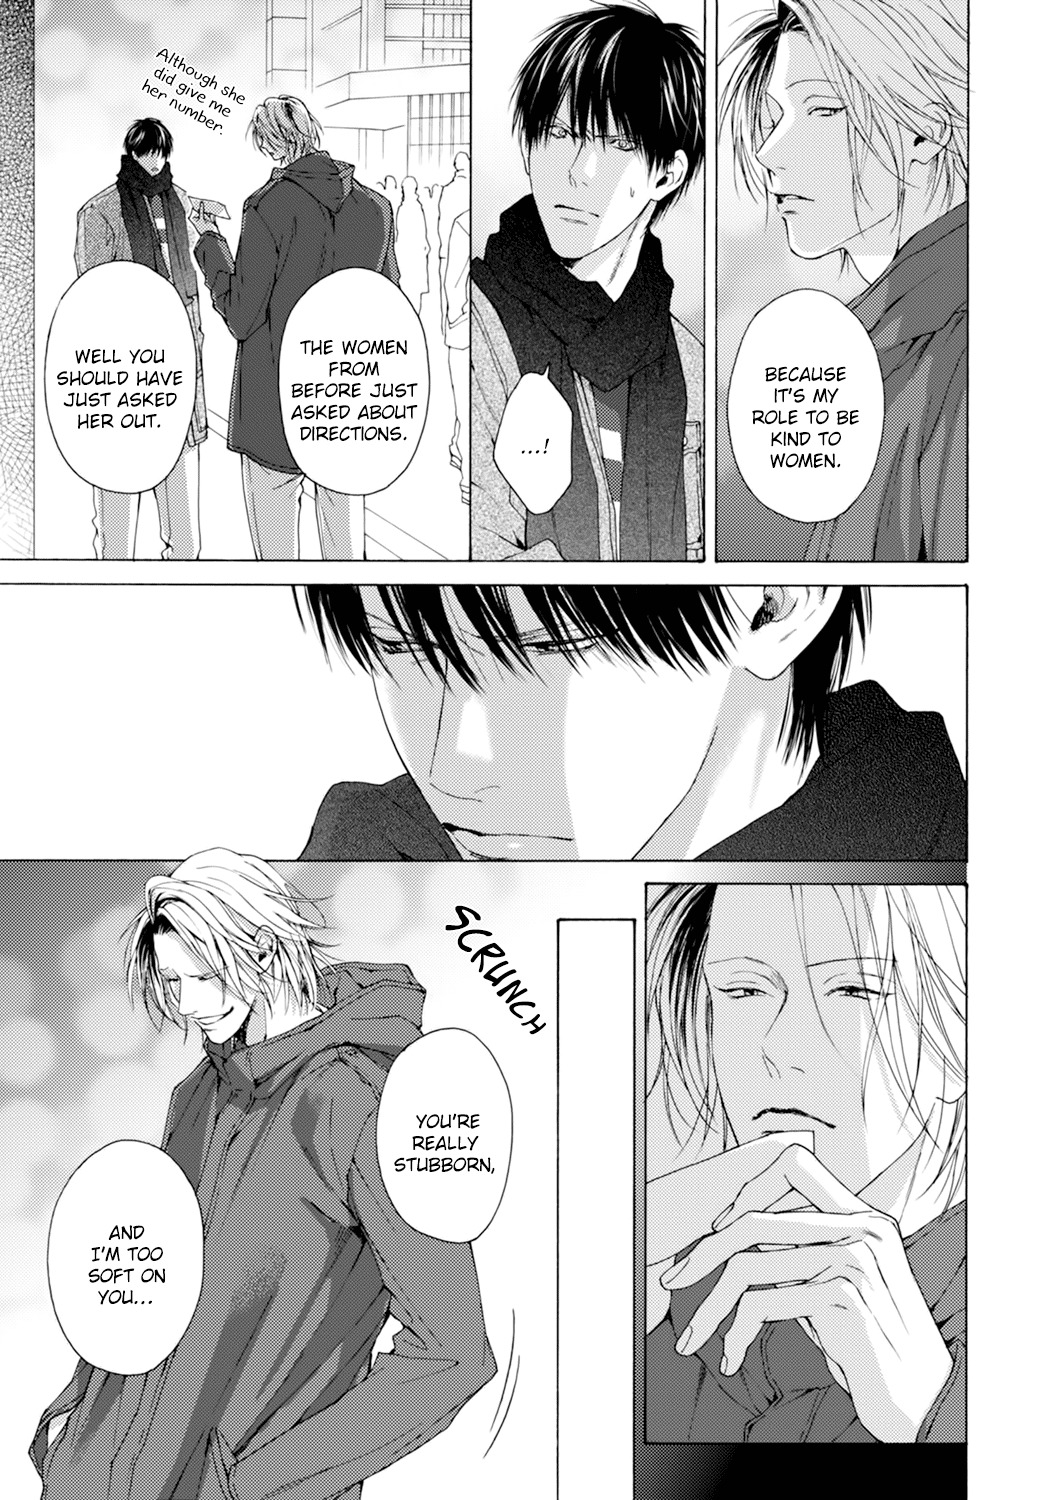 BECAUSE
IT'S MY
ROLE TO BE
KIND TO
WOMEN.
...!
Although she
did give me
her number.
THE WOMEN
FROM
BEFORE JUST
ASKED ABOUT
DIRECTIONS.
WELL YOU
SHOULD HAVE
JUST ASKED
HER OUT.
SCRUNCH
YOU'RE
REALLY
STUBBORN,
AND
I'M TOO
SOFT ON
YOU...